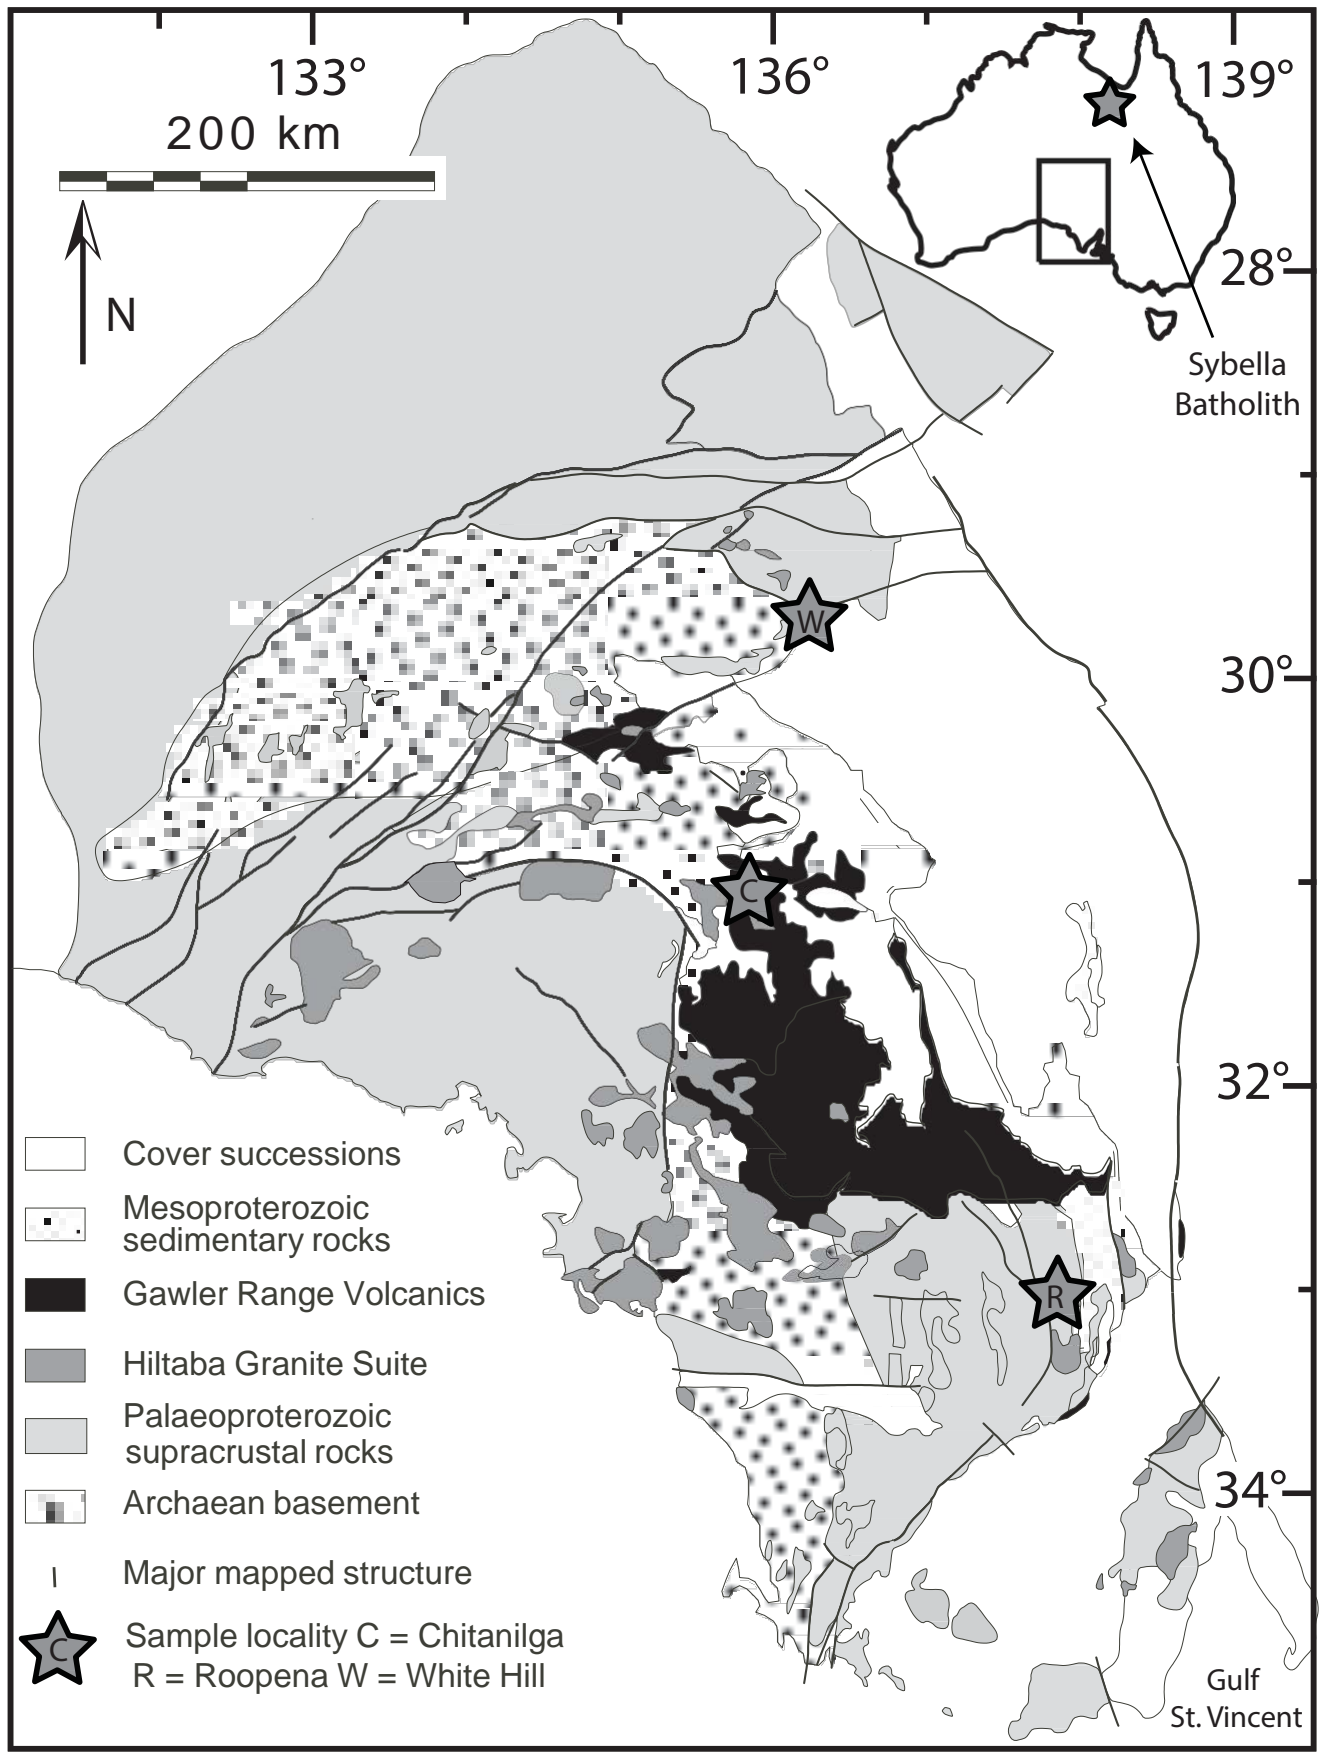 133° 136° 139°
200 km
N
28°
Sybella
Batholith
W
30°
C
32°
R
34°
Cover successions
Mesoproterozoic
sedimentary rocks
Gawler Range Volcanics
Hiltaba Granite Suite
Palaeoproterozoic
supracrustal rocks
Archaean basement
Major mapped structure
C
Sample locality C = Chitanilga
R = Roopena W = White Hill
Gulf
St. Vincent